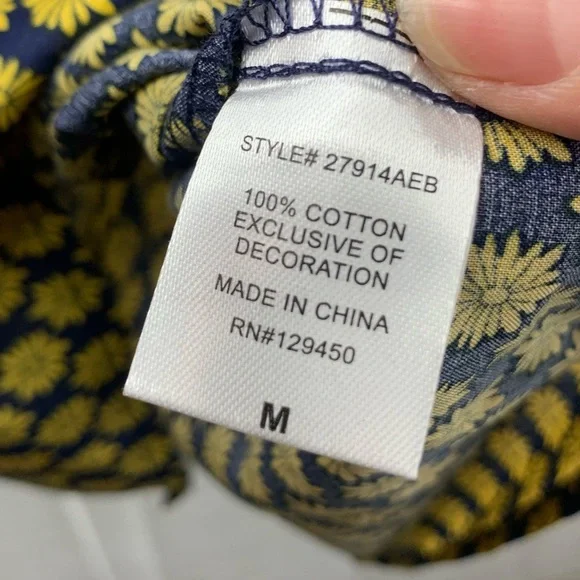 M
STYLE# 27914AEB
100% COTTON
EXCLUSIVE OF
DECORATION
MADE IN CHINA
RN#129450
M